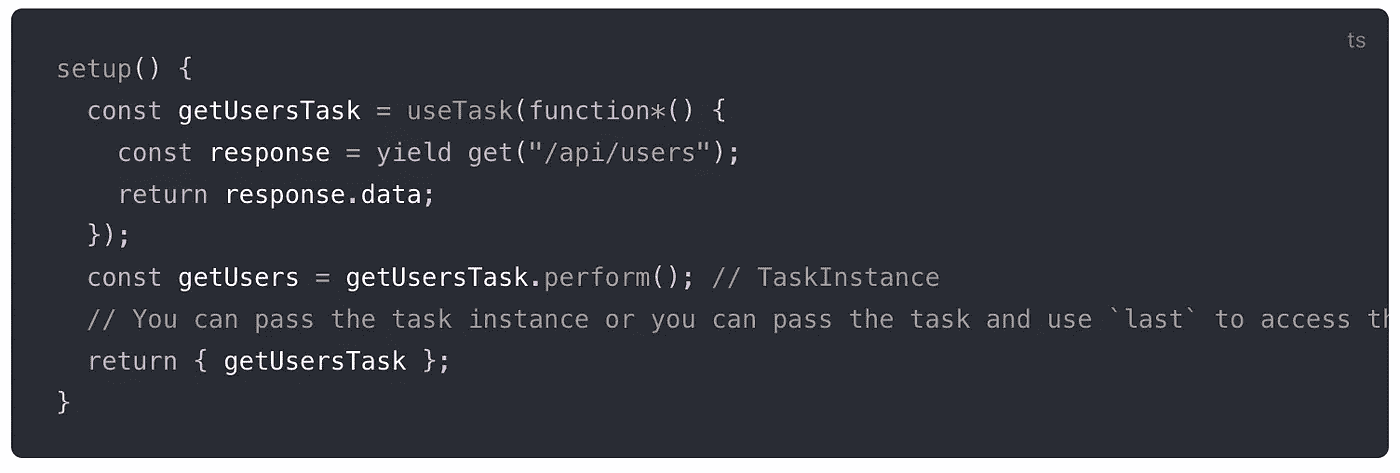 ts
setup() {
  const getUsersTask = useTask(function*() {
    const response = yield get("/api/users");
    return response.data;
  });
  const getUsers = getUsersTask.perform(); // TaskInstance
  // You can pass the task instance or you can pass the task and use `last` to access
  return { getUsersTask };
}